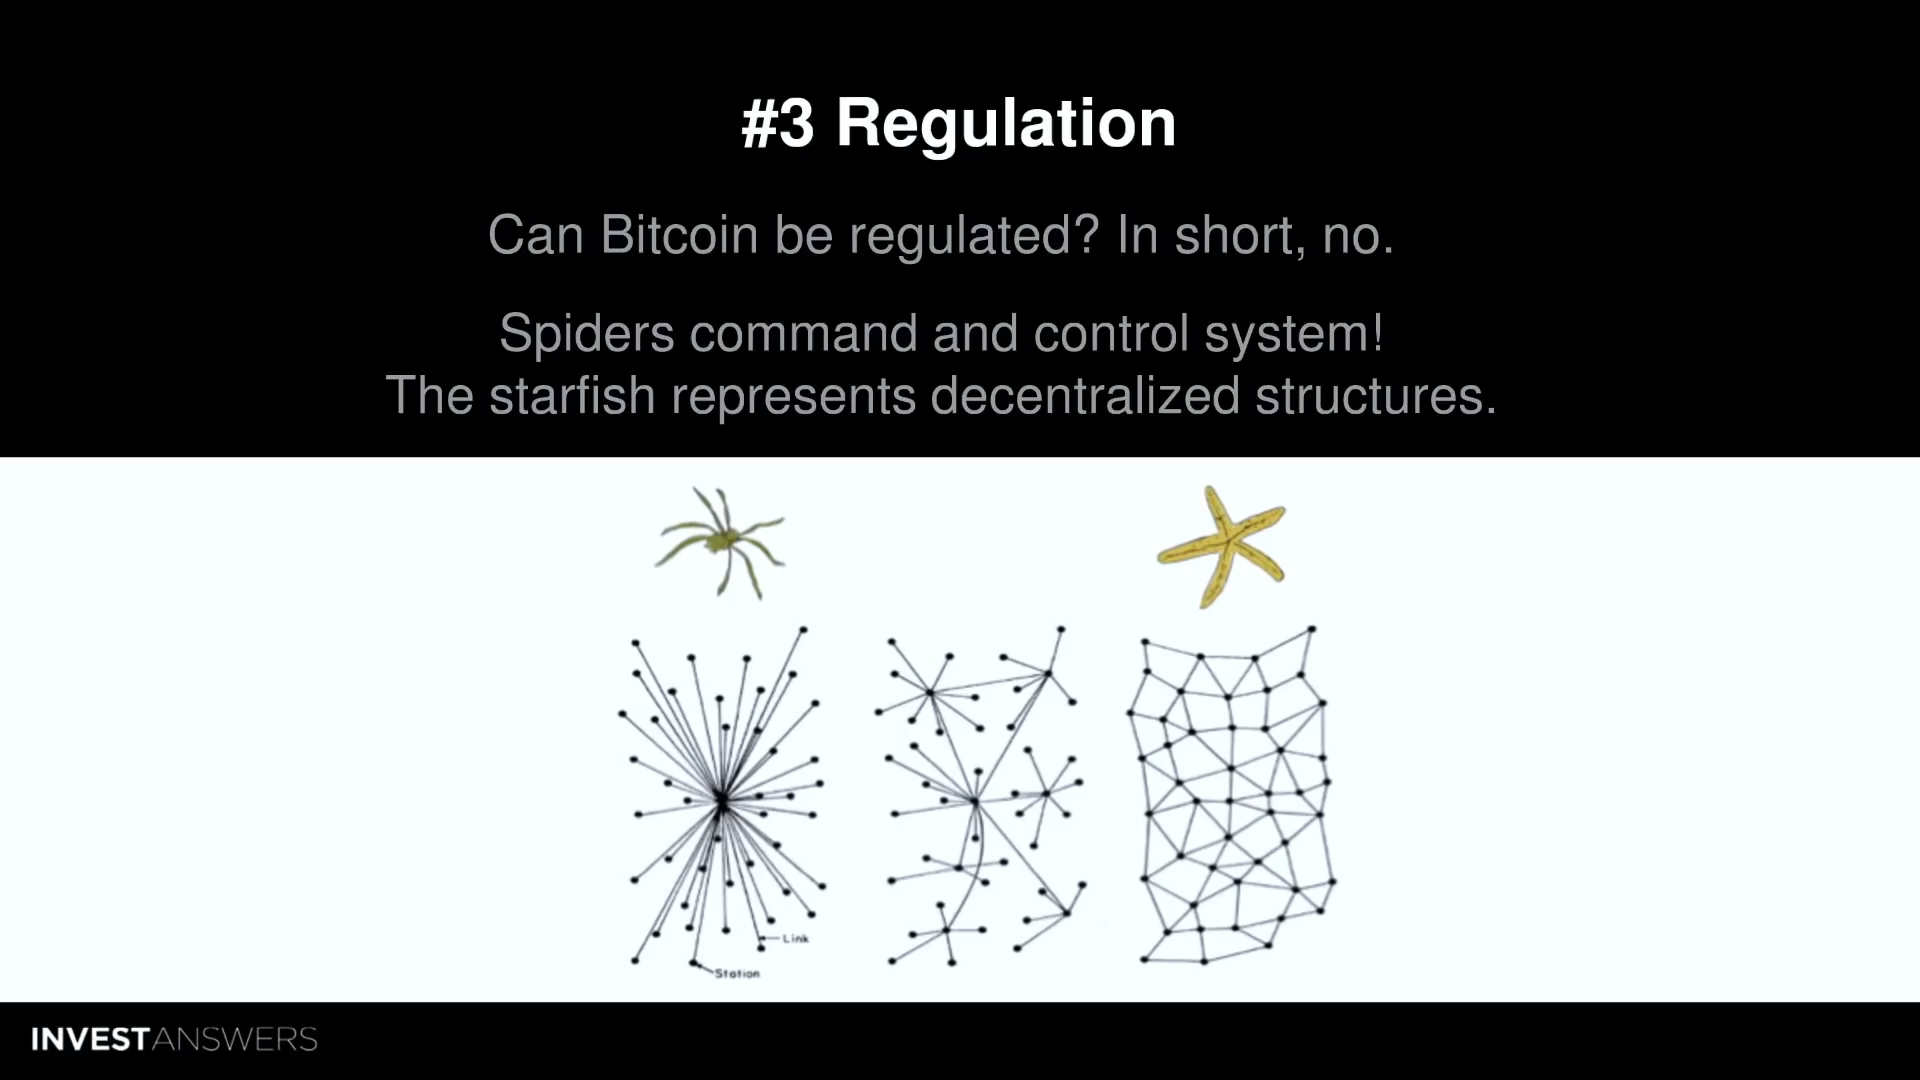 #3 Regulation
Can Bitcoin be regulated? In short, no.
Spiders command and control system!
The starfish represents decentralized structures.
Link
Station
INVESTANSWERS